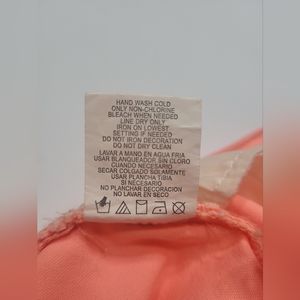 HAND WASH COLD
ONLY NON-CHLORINE
BLEACH WHEN NEEDED
LINE DRY ONLY
IRON ON LOWEST
SETTING IF NEEDED
DO NOT IRON DECORATION
DO NOT DRY CLEAN
LAVAR A MANO EN AGUA FRIA
USAR BLANQUEADOR SIN CLORO
CUANDO NECESARIO
SECAR COLGADO SOLAMENTE
USAR PLANCHA TIBIA
SI NECESARIO
NO PLANCHAR DECORACION
NO LAVAR EN SECO